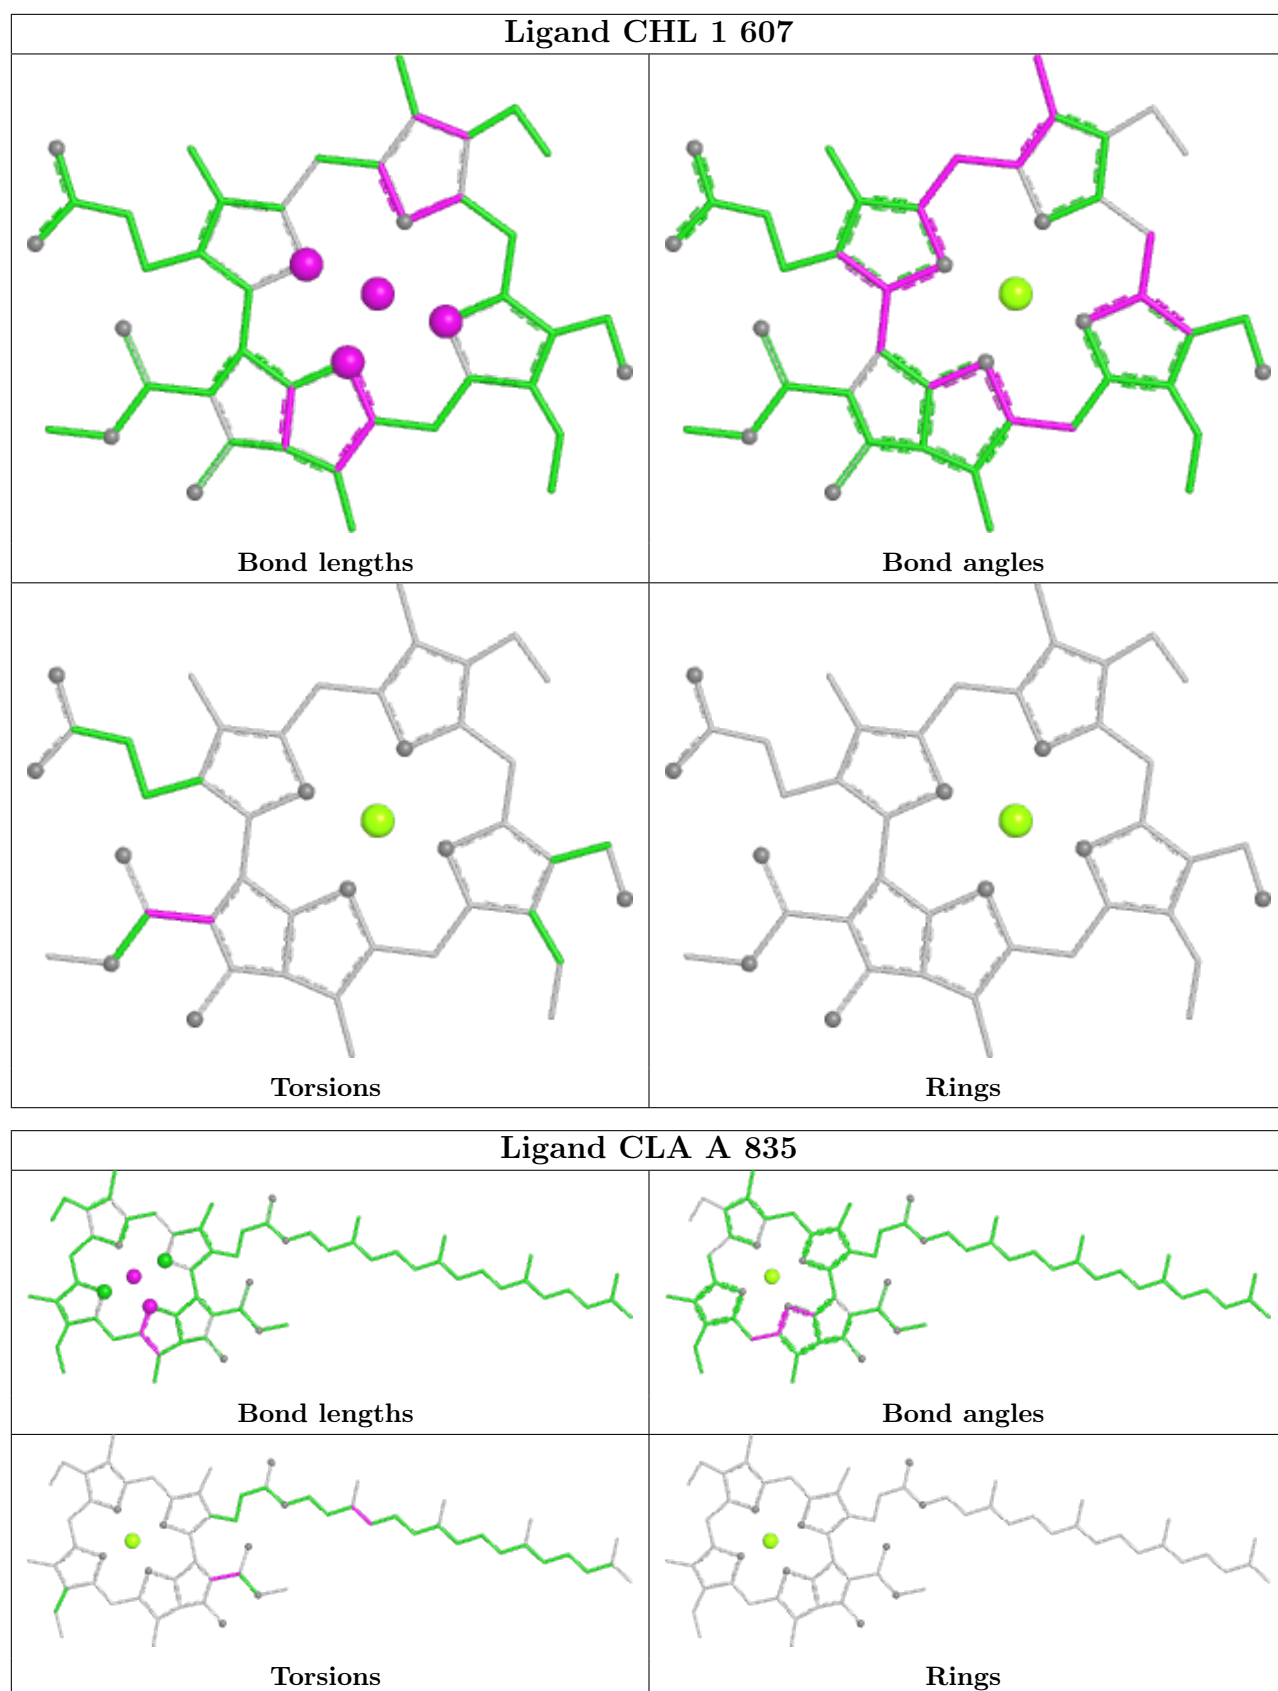 Ligand CHL 1 607
Bond lengths
Bond angles
Torsions
Rings
Ligand CLA A 835
Bond lengths
Bond angles
Torsions
Rings